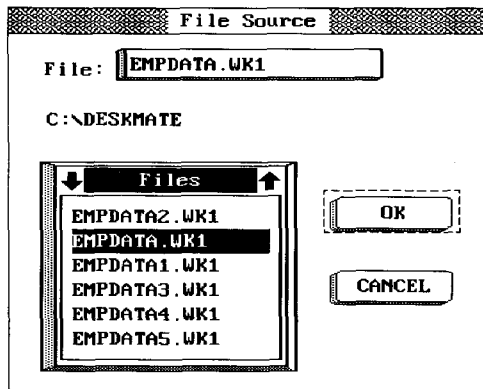 File Source
File: EMPDATA.WK1
C:\DESKMATE
Files
EMPDATA2.WK1
EMPDATA.WK1
EMPDATA1.WK1
EMPDATA3.WK1
EMPDATA4.WK1
EMPDATA5.WK1
OK
CANCEL